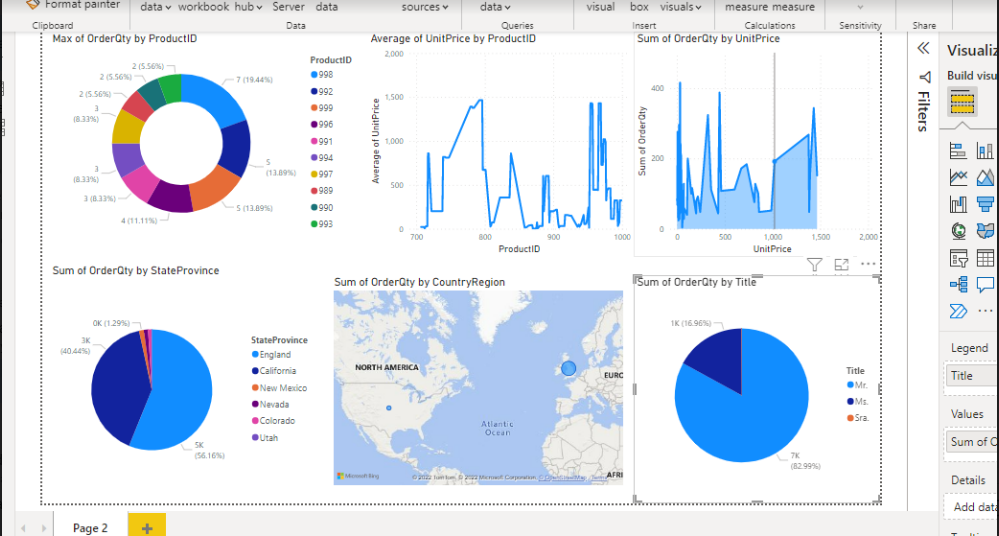 Format painter
data workbook hub Server data sources data visual box visuals measure measure
Clipboard Data Queries Insert Calculations Sensitivity Share
Max of OrderQty by ProductID
2 (5.56%)
2 (5.56%)
2 (5.56%)
3
(8.33%)
3
(8.33%)
3 (8.33%)
4 (11.11%)
5 (13.89%)
5
(13.89%)
7 (19.44%)
ProductID
998
992
999
996
991
994
997
989
990
993
Average of UnitPrice by ProductID
Average of UnitPrice
2,000
1,500
1,000
500
0
700 800 900 1000
ProductID
Sum of OrderQty by UnitPrice
Sum of OrderQty
400
200
0
0 500 1,000 1,500 2,000
UnitPrice
Filters
Visualiz
Build visu
Sum of OrderQty by StateProvince
0K (1.29%)
3K
(40.44%)
5K
(56.16%)
StateProvince
England
California
New Mexico
Nevada
Colorado
Utah
Sum of OrderQty by CountryRegion
NORTH AMERICA
EURO
Atlantic
Ocean
AFRI
Microsoft Bing
© 2022 Microsoft Corporation
Sum of OrderQty by Title
1K (16.96%)
7K
(82.99%)
Title
Mr.
Ms.
Sra.
Legend
Title
Values
Sum of O
Details
Add data
Page 2
+